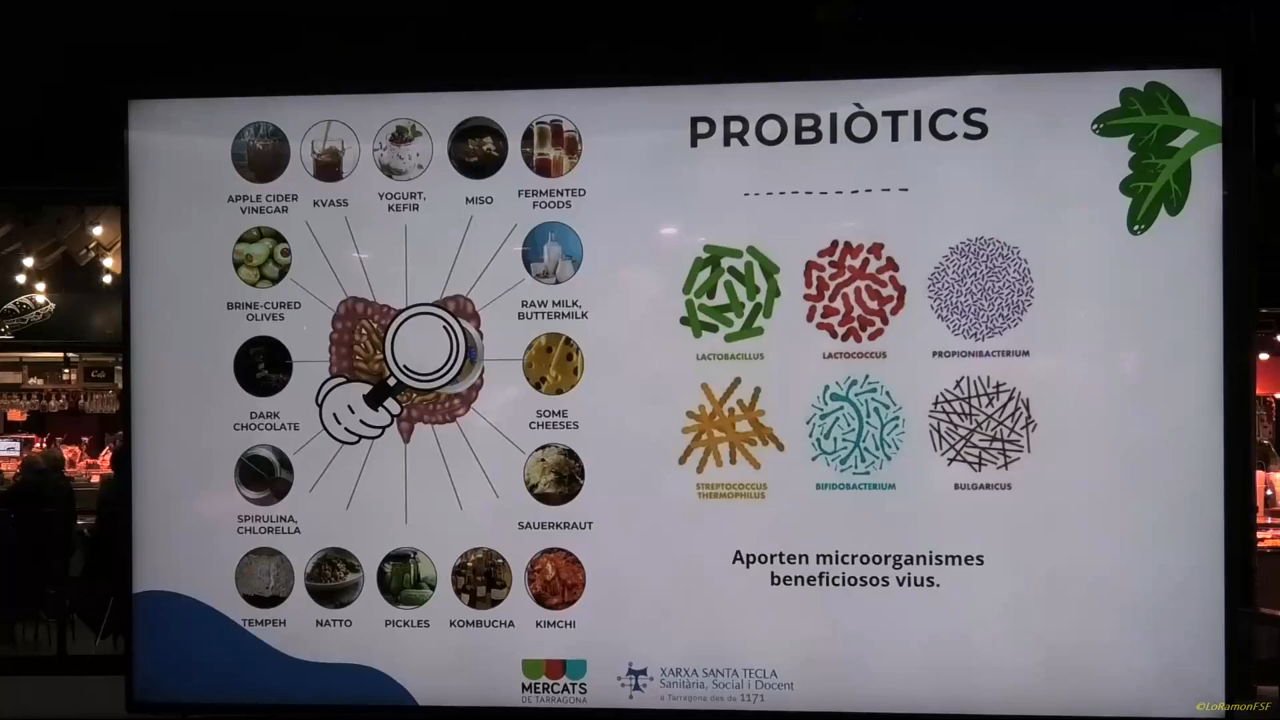 PROBIÒTICS
APPLE CIDER
VINEGAR
KVASS
YOGURT,
KEFIR
MISO
FERMENTED
FOODS
BRINE-CURED
OLIVES
RAW MILK,
BUTTERMILK
DARK
CHOCOLATE
SOME
CHEESES
SPIRULINA,
CHLORELLA
SAUERKRAUT
TEMPEH
NATTO
PICKLES
KOMBUCHA
KIMCHI
LACTOBACILLUS
LACTOCOCCUS
PROPIONIBACTERIUM
STREPTOCOCCUS
THERMOPHILUS
BIFIDOBACTERIUM
BULGARICUS
Aporten microorganismes
beneficiosos vius.
MERCATS
DE TARRAGONA
XARXA SANTA TECLA
Sanitària, Social i Docent
a Tarragona des de 1171
Cafè
©LoRamonFSF